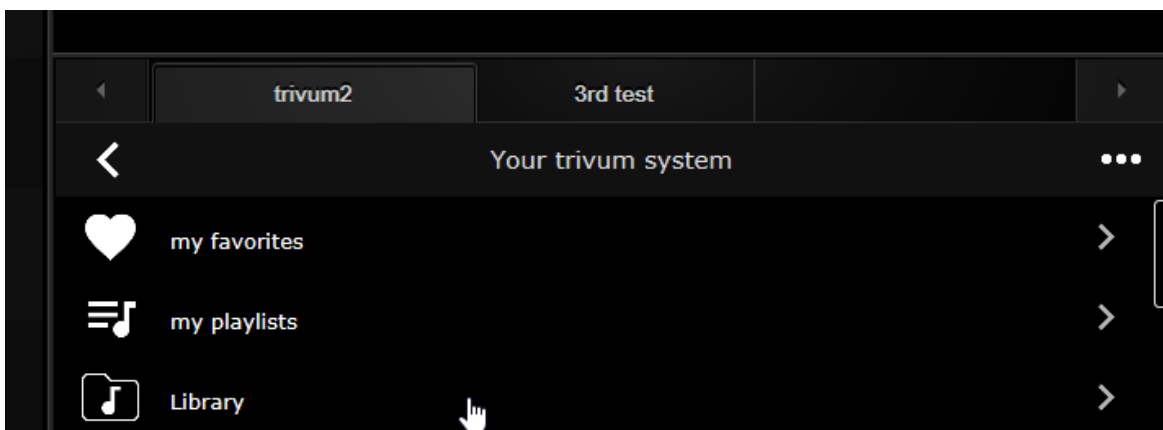 trivum2
3rd test
Your trivum system
my favorites
my playlists
Library